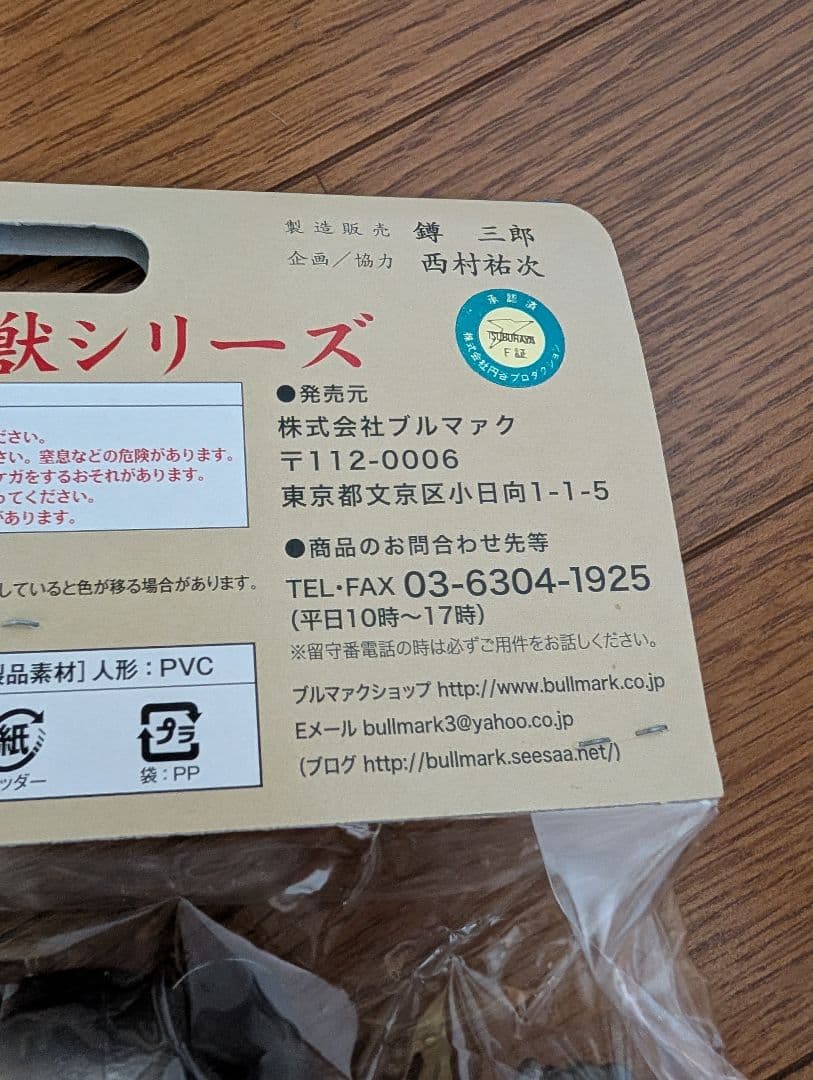 製造販売 鐏 三郎
企画／協力 西村祐次
獣シリーズ
承認済
TSUBURAYA
F証
株式会社円谷プロダクション
ださい。
さい。窒息などの危険があります。
ケガをするおそれがあります。
ってください。
があります。
していると色が移る場合があります。
製品素材] 人形：PVC
紙
ッダー
プラ
袋：PP
●発売元
株式会社ブルマァク
〒112-0006
東京都文京区小日向1-1-5
●商品のお問合わせ先等
TEL・FAX 03-6304-1925
(平日10時〜17時)
※留守番電話の時は必ずご用件をお話しください。
ブルマァクショップ http://www.bullmark.co.jp
Eメール bullmark3@yahoo.co.jp
(ブログ http://bullmark.seesaa.net/)